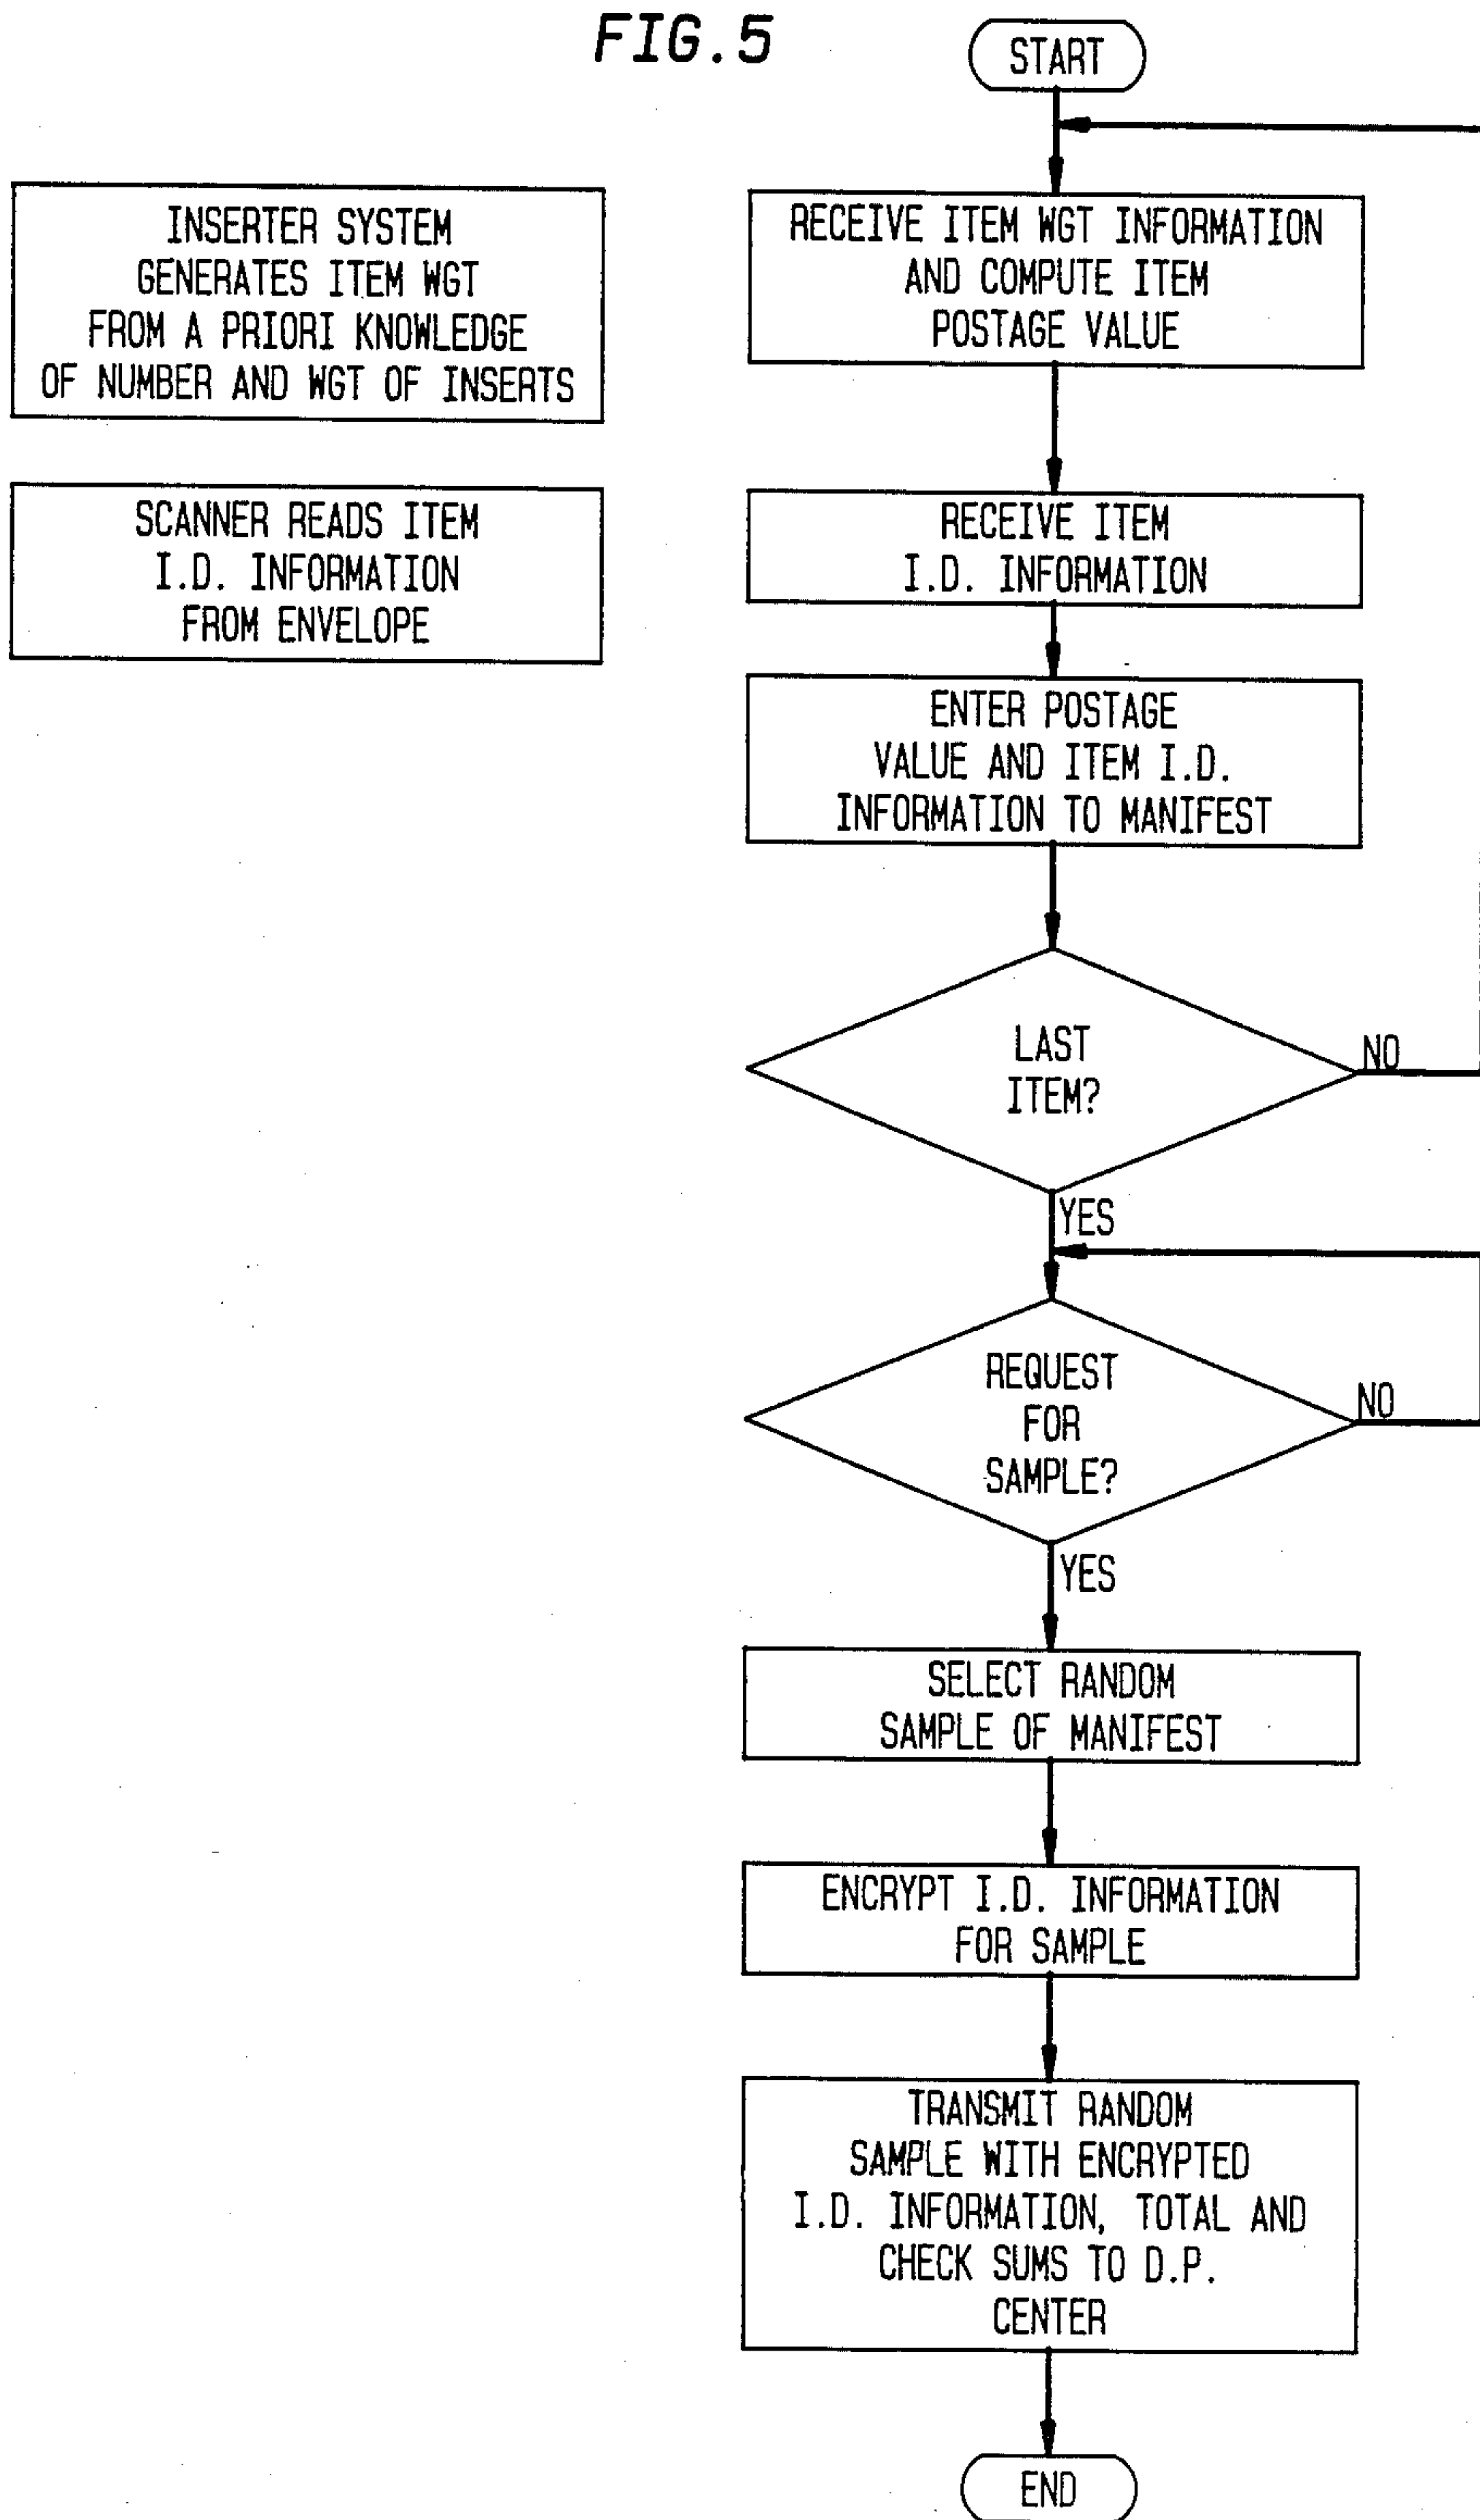 FIG.5
START
INSERTER SYSTEM
GENERATES ITEM WGT
FROM A PRIORI KNOWLEDGE
OF NUMBER AND WGT OF INSERTS
RECEIVE ITEM WGT INFORMATION
AND COMPUTE ITEM
POSTAGE VALUE
SCANNER READS ITEM
I.D. INFORMATION
FROM ENVELOPE
RECEIVE ITEM
I.D. INFORMATION
ENTER POSTAGE
VALUE AND ITEM I.D.
INFORMATION TO MANIFEST
LAST
ITEM?
NO
YES
REQUEST
FOR
SAMPLE?
NO
YES
SELECT RANDOM
SAMPLE OF MANIFEST
ENCRYPT I.D. INFORMATION
FOR SAMPLE
TRANSMIT RANDOM
SAMPLE WITH ENCRYPTED
I.D. INFORMATION, TOTAL AND
CHECK SUMS TO D.P.
CENTER
END